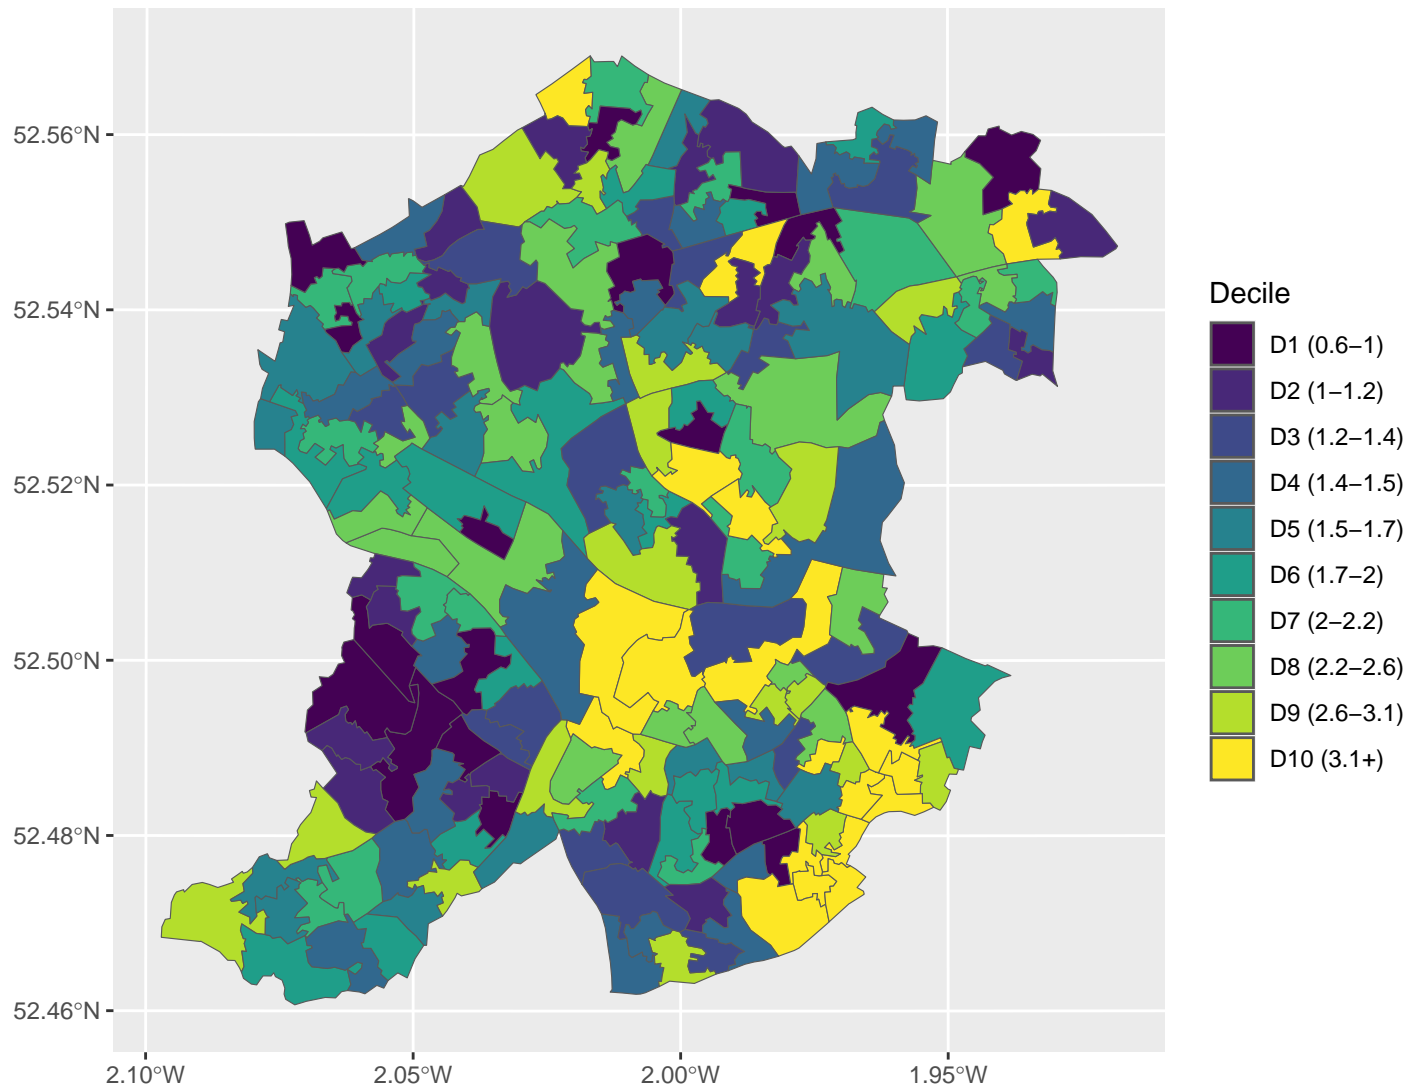 52.56°N
52.54°N
52.52°N
52.50°N
52.48°N
52.46°N
2.10°W
2.05°W
2.00°W
1.95°W
Decile
D1 (0.6–1)
D2 (1–1.2)
D3 (1.2–1.4)
D4 (1.4–1.5)
D5 (1.5–1.7)
D6 (1.7–2)
D7 (2–2.2)
D8 (2.2–2.6)
D9 (2.6–3.1)
D10 (3.1+)